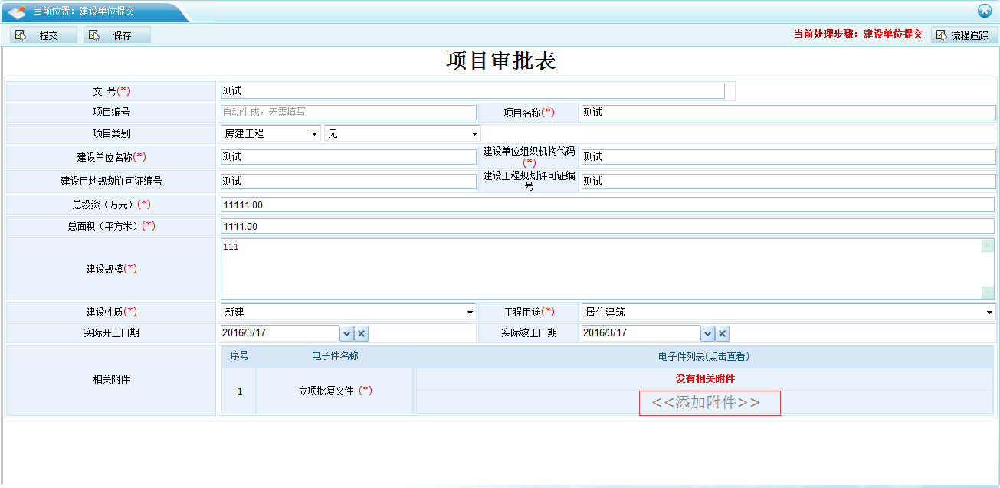 当前位置：建设单位提交
提交 保存 当前处理步骤：建设单位提交 流程追踪
项目审批表
文 号(*) 测试
项目编号 自动生成，无需填写 项目名称(*) 测试
项目类别 房建工程 无
建设单位名称(*) 测试 建设单位组织机构代码(*) 测试
建设用地规划许可证编号 测试 建设工程规划许可证编号 测试
总投资（万元）(*) 11111.00
总面积（平方米）(*) 1111.00
建设规模(*) 111
建设性质(*) 新建 工程用途(*) 居住建筑
实际开工日期 2016/3/17 实际竣工日期 2016/3/17
相关附件
序号 电子件名称 电子件列表(点击查看)
1 立项批复文件 (*)
没有相关附件
<<添加附件>>